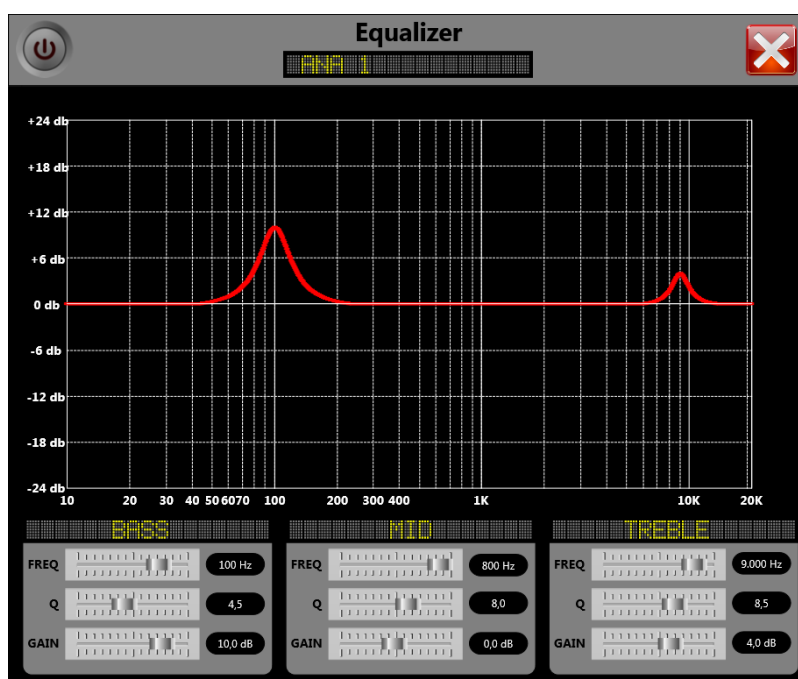 Equalizer
ANA 1
+24 db
+18 db
+12 db
+6 db
0 db
-6 db
-12 db
-18 db
-24 db
10 20 30 40 50 60 70 100 200 300 400 1K 10K 20K
BASS MID TREBLE
FREQ 100 Hz FREQ 800 Hz FREQ 9.000 Hz
Q 4,5 Q 8,0 Q 8,5
GAIN 10,0 dB GAIN 0,0 dB GAIN 4,0 dB